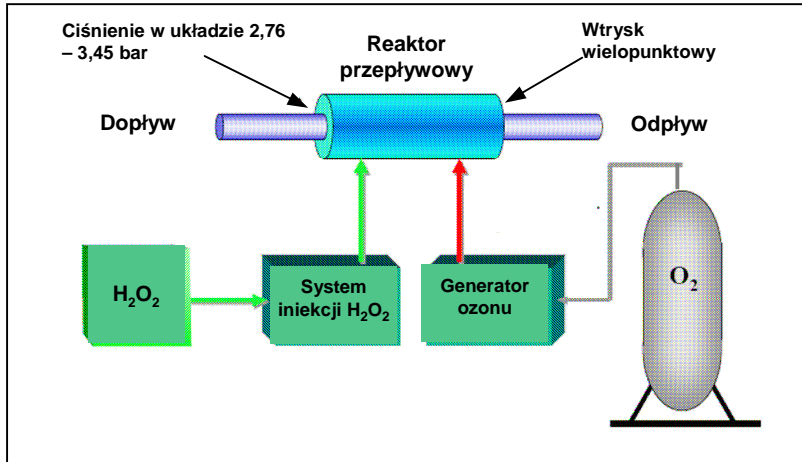 Ciśnienie w układzie 2,76
– 3,45 bar
Reaktor
przepływowy
Wtrysk
wielopunktowy
Dopływ
Odpływ
H₂O₂
System
iniekcji H₂O₂
Generator
ozonu
O₂